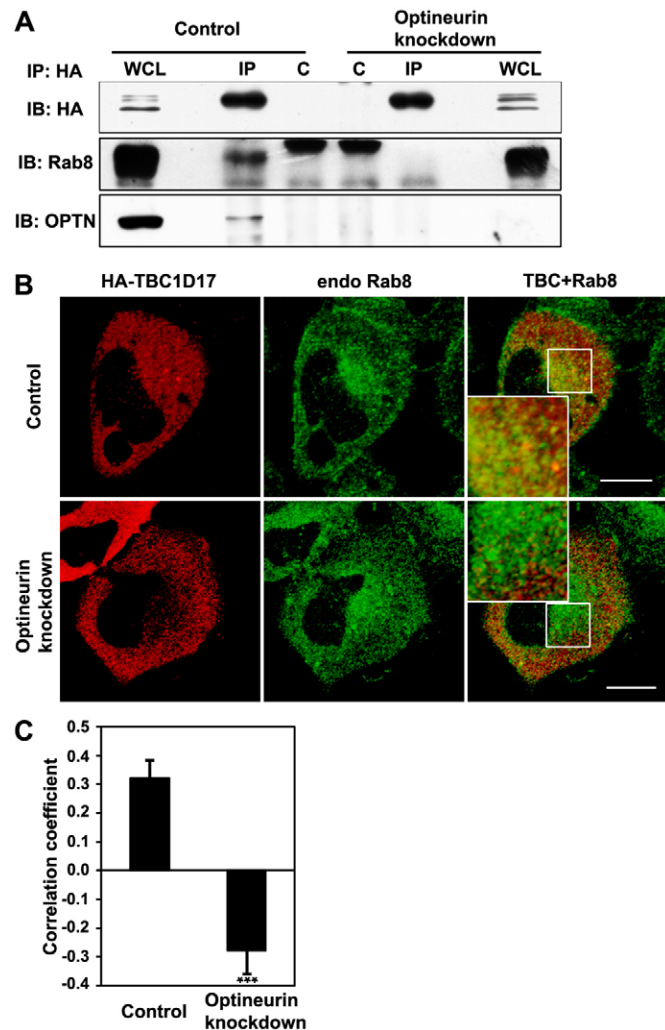 A
Control
Optineurin
knockdown
IP: HA
WCL IP C C IP WCL
IB: HA
IB: Rab8
IB: OPTN
B
HA-TBC1D17 endo Rab8 TBC+Rab8
Control
Optineurin
knockdown
C
Correlation coefficient
0.5
0.4
0.3
0.2
0.1
0.0
-0.1
-0.2
-0.3
-0.4
***
Control
Optineurin
knockdown